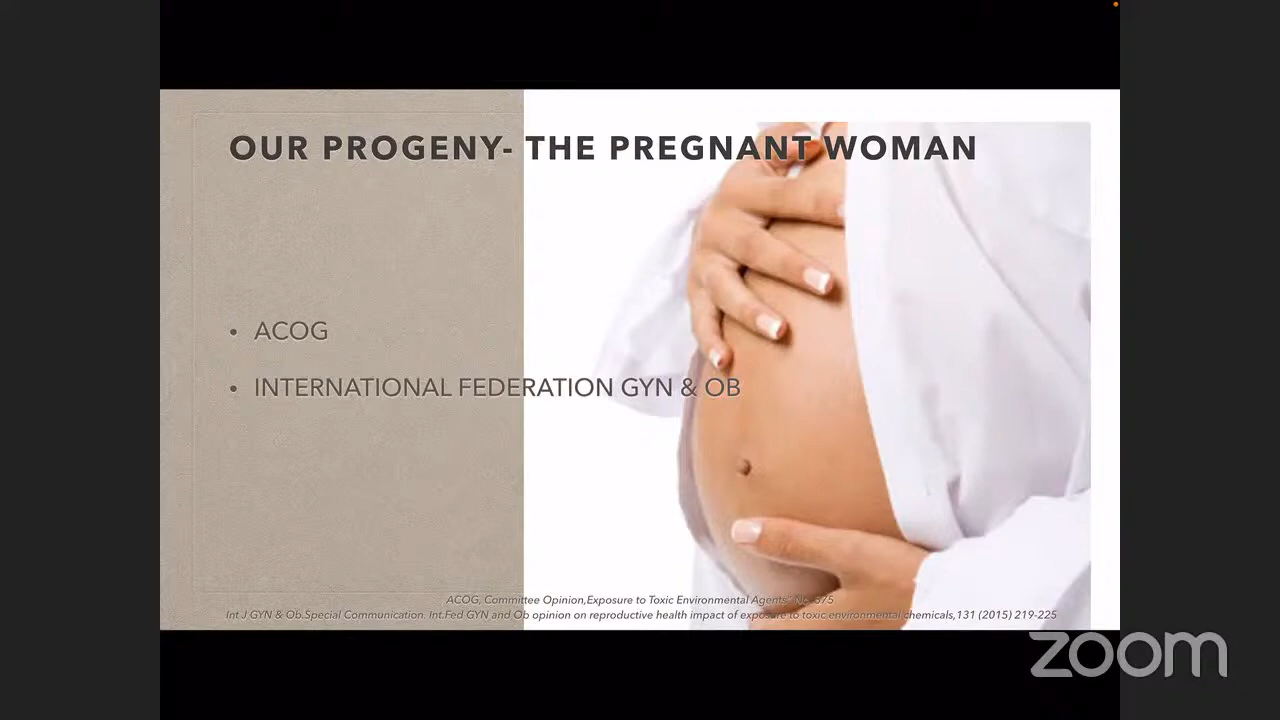 OUR PROGENY- THE PREGNANT WOMAN
• ACOG
• INTERNATIONAL FEDERATION GYN & OB
ACOG, Committee Opinion,Exposure to Toxic Environmental Agents" No. 575
Int J GYN & Ob.Special Communication. Int.Fed GYN and Ob opinion on reproductive health impact of exposure to toxic environmental chemicals,131 (2015) 219-225
zoom